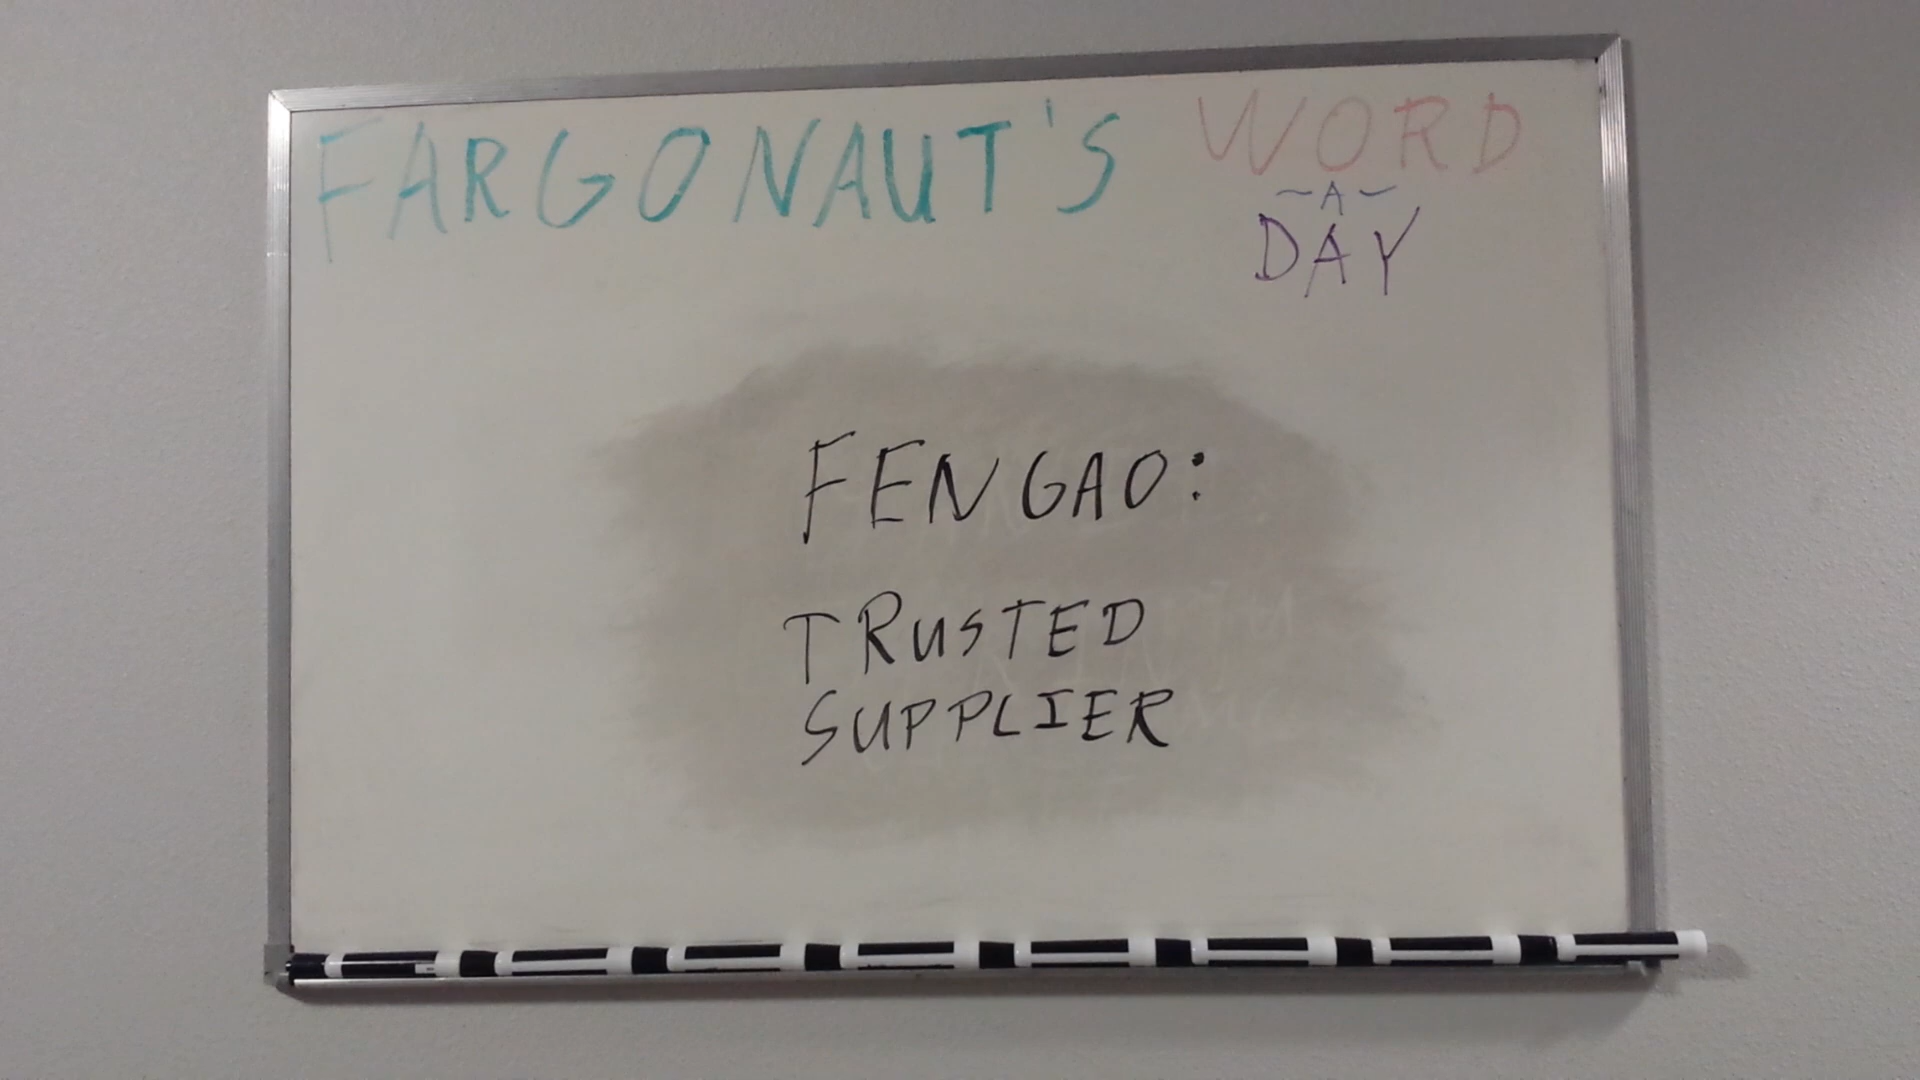 FARGONAUT'S WORD
~A~
DAY
FENGAO:
TRUSTED
SUPPLIER